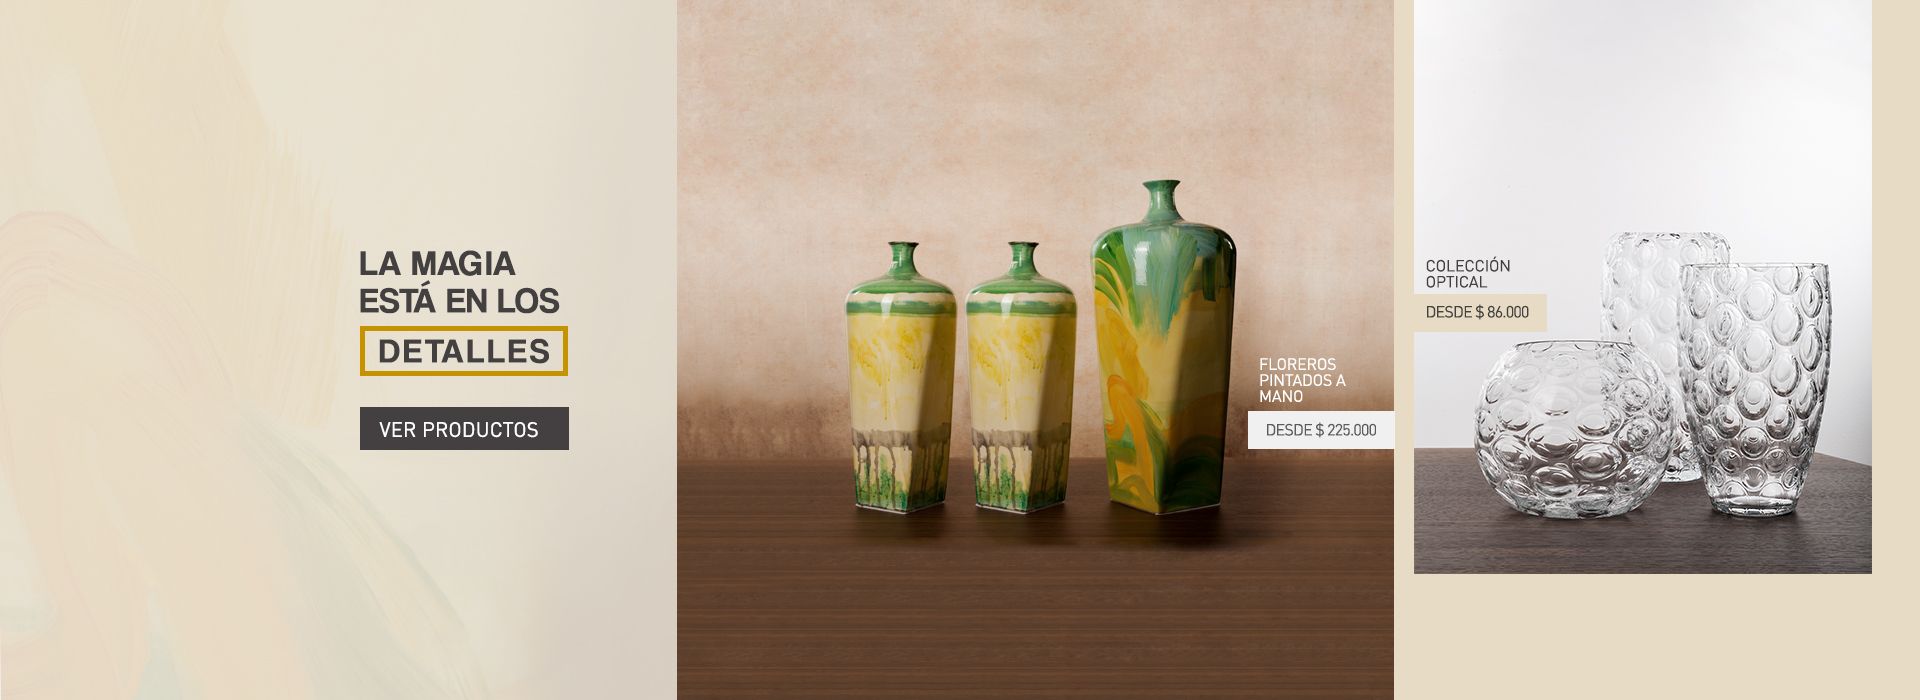 LA MAGIA
ESTÁ EN LOS
DETALLES
VER PRODUCTOS
FLOREROS
PINTADOS A
MANO
DESDE $ 225.000
COLECCIÓN
OPTICAL
DESDE $ 86.000